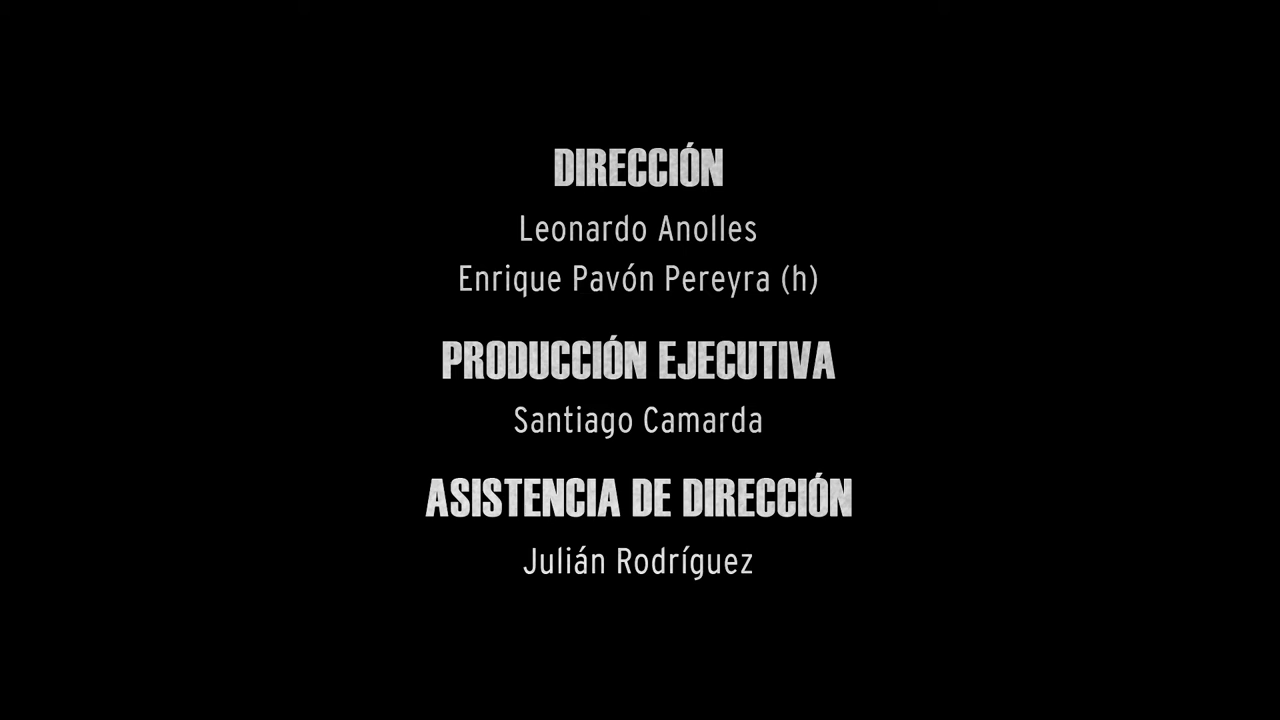 DIRECCIÓN
Leonardo Anolles
Enrique Pavón Pereyra (h)
PRODUCCIÓN EJECUTIVA
Santiago Camarda
ASISTENCIA DE DIRECCIÓN
Julián Rodríguez